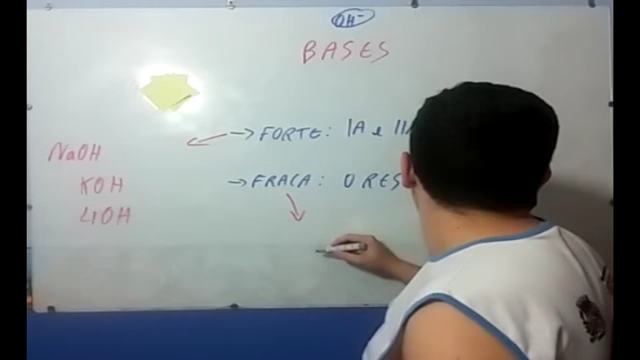 OH⁻
BASES
→ FORTE: IA e II
→ FRACA: O RES
NaOH
KOH
LiOH